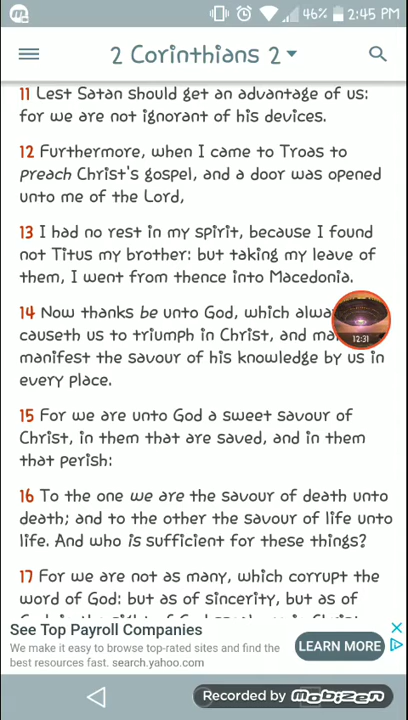 46% 2:45 PM
2 Corinthians 2
11 Lest Satan should get an advantage of us:
for we are not ignorant of his devices.
12 Furthermore, when I came to Troas to
preach Christ's gospel, and a door was opened
unto me of the Lord,
13 I had no rest in my spirit, because I found
not Titus my brother: but taking my leave of
them, I went from thence into Macedonia.
14 Now thanks be unto God, which
causeth us to triumph in Christ, and
12:31
manifest the savour of his knowledge by us in
every place.
15 For we are unto God a sweet savour of
Christ, in them that are saved, and in them
that perish:
16 To the one we are the savour of death unto
death; and to the other the savour of life unto
life. And who is sufficient for these things?
17 For we are not as many, which corrupt the
word of God: but as of sincerity, but as of
See Top Payroll Companies
We make it easy to browse top-rated sites and find the
best resources fast. search.yahoo.com
LEARN MORE
Recorded by mobizen